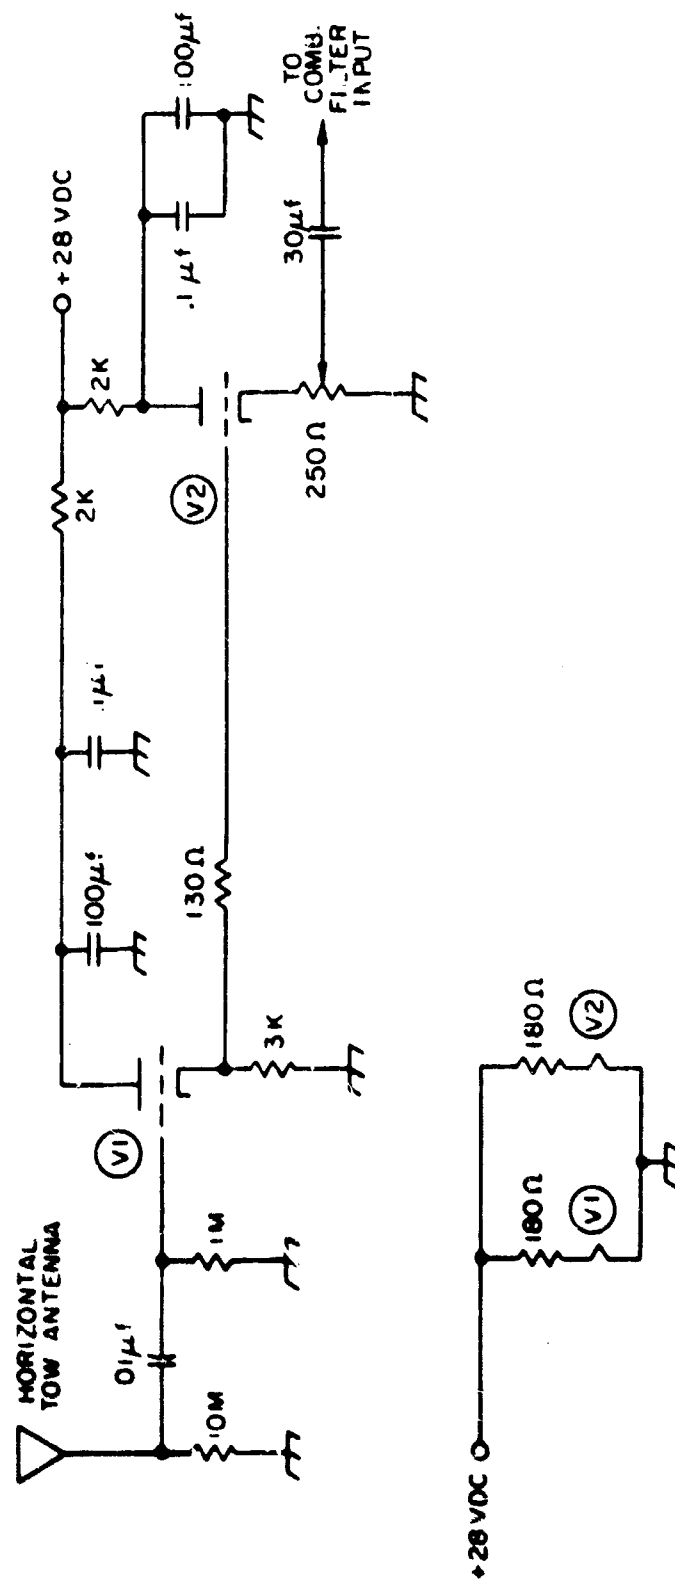 HORIZONTAL
TOW ANTENNA
10M
.01µf
1M
V1
3K
130Ω
100µf
.1µf
2K
2K
+28 VDC
V2
.1µf
100µf
250Ω
30µf
TO
COMB.
FILTER
INPUT
+28 VDC
180Ω
V1
180Ω
V2